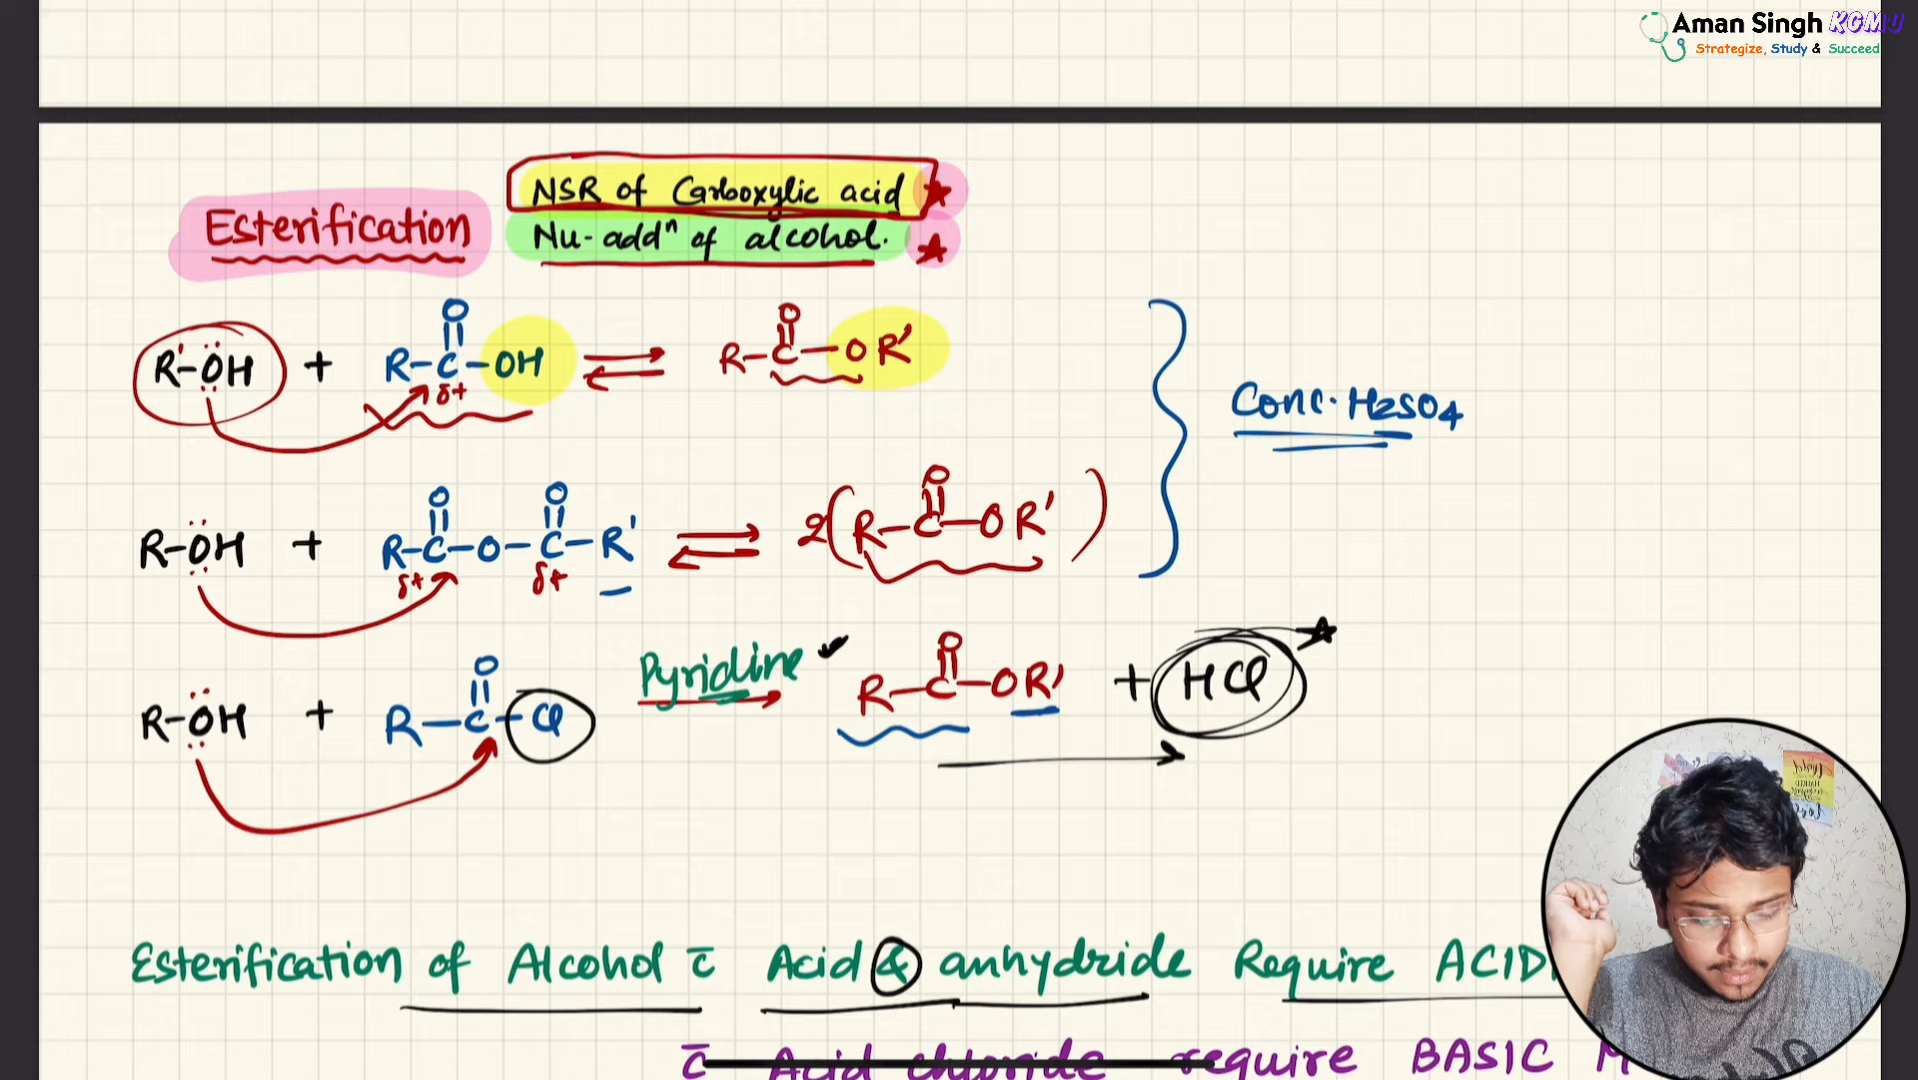 Aman Singh KGMU
Strategize, Study & Succeed
NSR of Carboxylic acid ★
Esterification
Nu-addⁿ of alcohol. ★
R'-OH + R-C(=O)-OH ⇌ R-C(=O)-OR'
δ+
Conc. H2SO4
R-OH + R-C(=O)-O-C(=O)-R' ⇌ 2(R-C(=O)-OR')
δ+ δ+
Pyridine
R-OH + R-C(=O)-Cl → R-C(=O)-OR' + HCl ★
Esterification of Alcohol c̄ Acid & anhydride Require ACIDI
c̄ Acid chloride require BASIC M